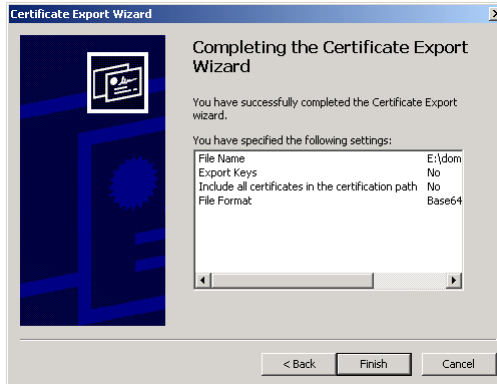 Certificate Export Wizard
Completing the Certificate Export
Wizard
You have successfully completed the Certificate Export
wizard.
You have specified the following settings:
File Name E:\dom
Export Keys No
Include all certificates in the certification path No
File Format Base64
< Back Finish Cancel